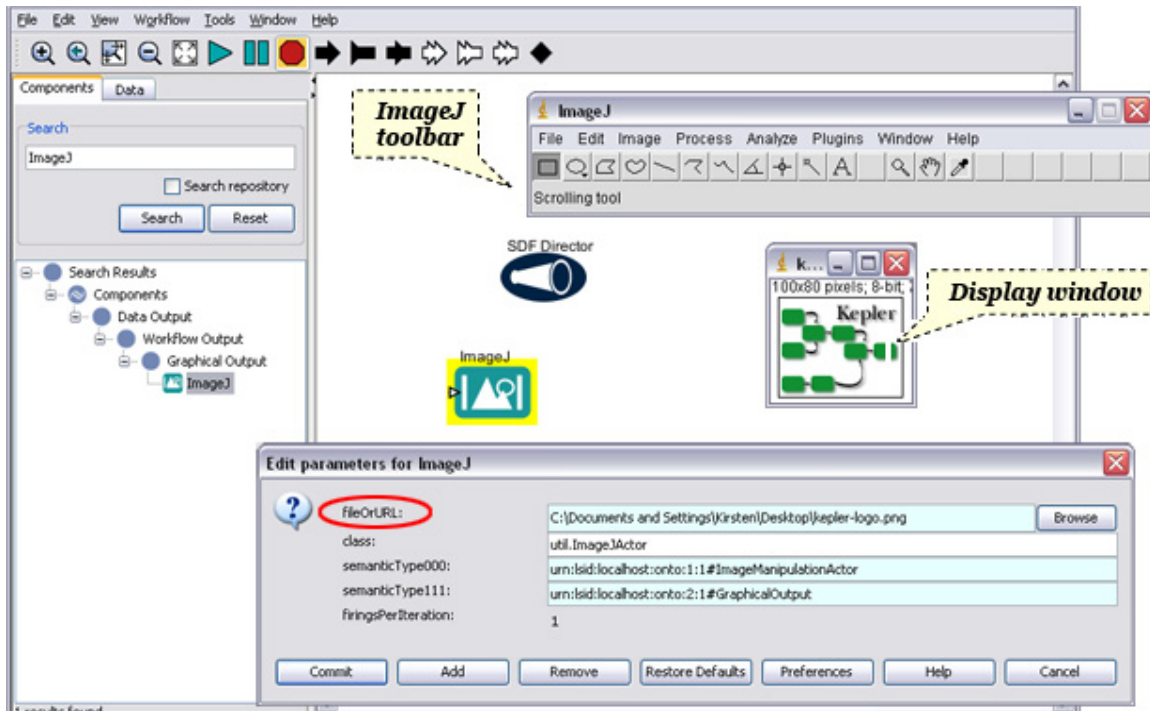 File Edit View Workflow Tools Window Help
Components Data
Search
ImageJ
Search repository
Search Reset
Search Results
Components
Data Output
Workflow Output
Graphical Output
ImageJ
ImageJ
toolbar
ImageJ
File Edit Image Process Analyze Plugins Window Help
A
Scrolling tool
SDF Director
k...
100x80 pixels; 8-bit;
Kepler
Display window
ImageJ
Edit parameters for ImageJ
fileOrURL: C:\Documents and Settings\Kirsten\Desktop\kepler-logo.png Browse
class: util.ImageJActor
semanticType000: urn:lsid:localhost:onto:1:1#ImageManipulationActor
semanticType111: urn:lsid:localhost:onto:2:1#GraphicalOutput
firingsPerIteration: 1
Commit Add Remove Restore Defaults Preferences Help Cancel
results found